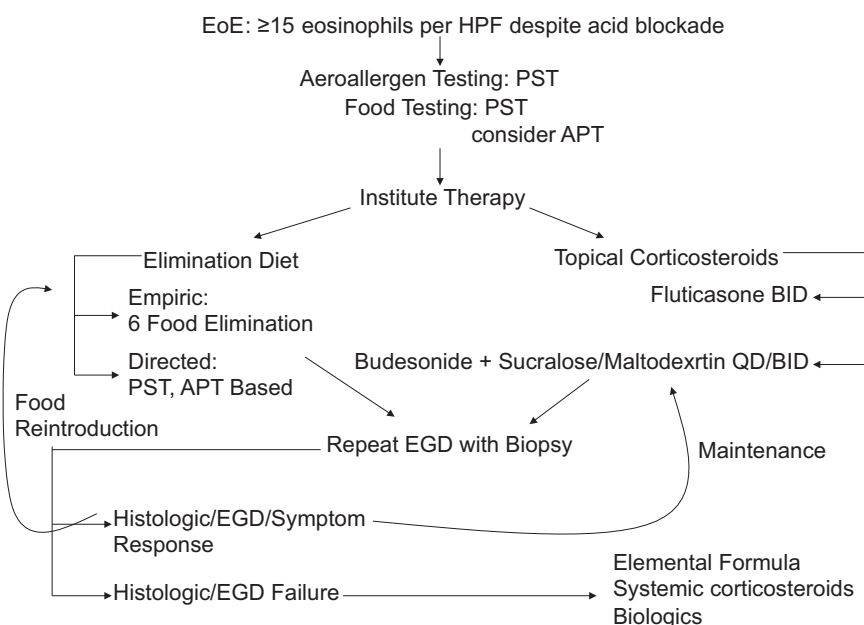 EoE: ≥15 eosinophils per HPF despite acid blockade
Aeroallergen Testing: PST
Food Testing: PST
consider APT
Institute Therapy
Elimination Diet
Topical Corticosteroids
Empiric:
6 Food Elimination
Fluticasone BID
Directed:
PST, APT Based
Budesonide + Sucralose/Maltodexrtin QD/BID
Food
Reintroduction
Repeat EGD with Biopsy
Maintenance
Histologic/EGD/Symptom
Response
Histologic/EGD Failure
Elemental Formula
Systemic corticosteroids
Biologics